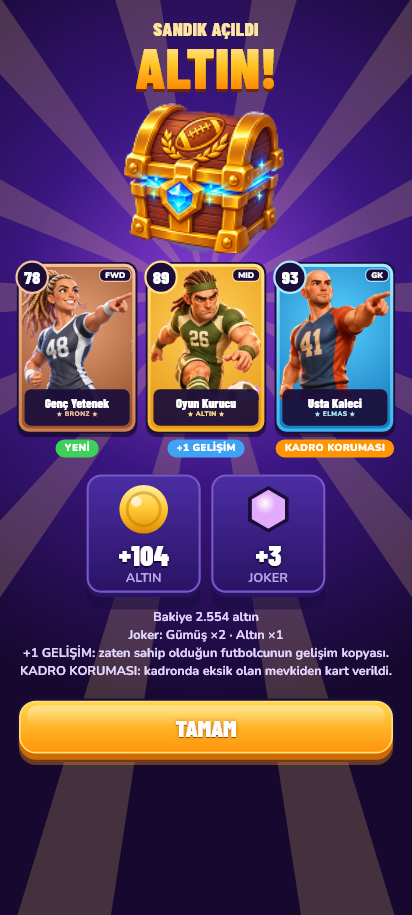 SANDIK AÇILDI
ALTIN!
78 FWD
48
Genç Yetenek
★ BRONZ ★
YENİ
89 MID
26
Oyun Kurucu
★ ALTIN ★
+1 GELİŞİM
93 GK
41
Usta Kaleci
★ ELMAS ★
KADRO KORUMASI
+104
ALTIN
+3
JOKER
Bakiye 2.554 altın
Joker: Gümüş ×2 · Altın ×1
+1 GELİŞİM: zaten sahip olduğun futbolcunun gelişim kopyası.
KADRO KORUMASI: kadronda eksik olan mevkiden kart verildi.
TAMAM